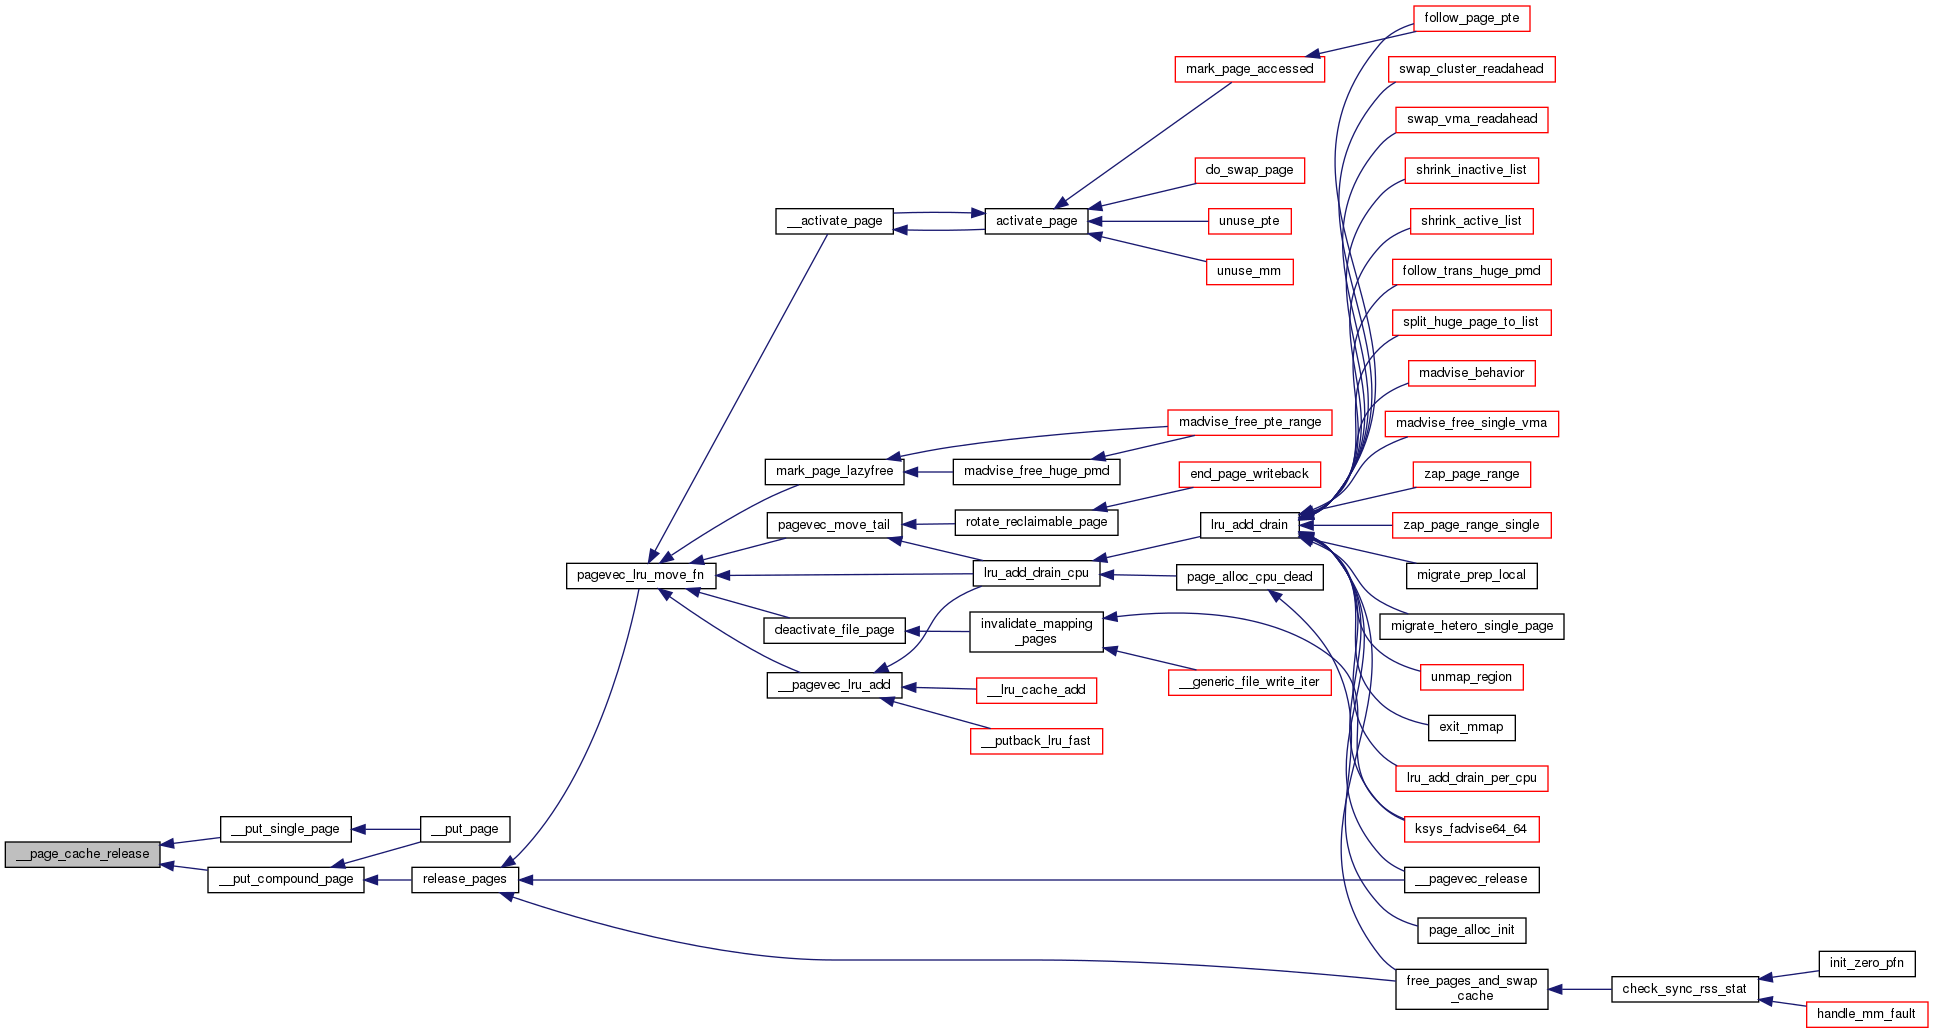 follow_page_pte
mark_page_accessed
swap_cluster_readahead
swap_vma_readahead
do_swap_page
shrink_inactive_list
__activate_page
activate_page
unuse_pte
shrink_active_list
unuse_mm
follow_trans_huge_pmd
split_huge_page_to_list
madvise_behavior
madvise_free_pte_range
madvise_free_single_vma
mark_page_lazyfree
madvise_free_huge_pmd
end_page_writeback
zap_page_range
pagevec_move_tail
rotate_reclaimable_page
lru_add_drain
zap_page_range_single
pagevec_lru_move_fn
lru_add_drain_cpu
page_alloc_cpu_dead
migrate_prep_local
deactivate_file_page
invalidate_mapping
_pages
migrate_hetero_single_page
__pagevec_lru_add
__lru_cache_add
__generic_file_write_iter
unmap_region
__putback_lru_fast
exit_mmap
lru_add_drain_per_cpu
__put_single_page
__put_page
ksys_fadvise64_64
__page_cache_release
__put_compound_page
release_pages
__pagevec_release
page_alloc_init
free_pages_and_swap
_cache
check_sync_rss_stat
init_zero_pfn
handle_mm_fault